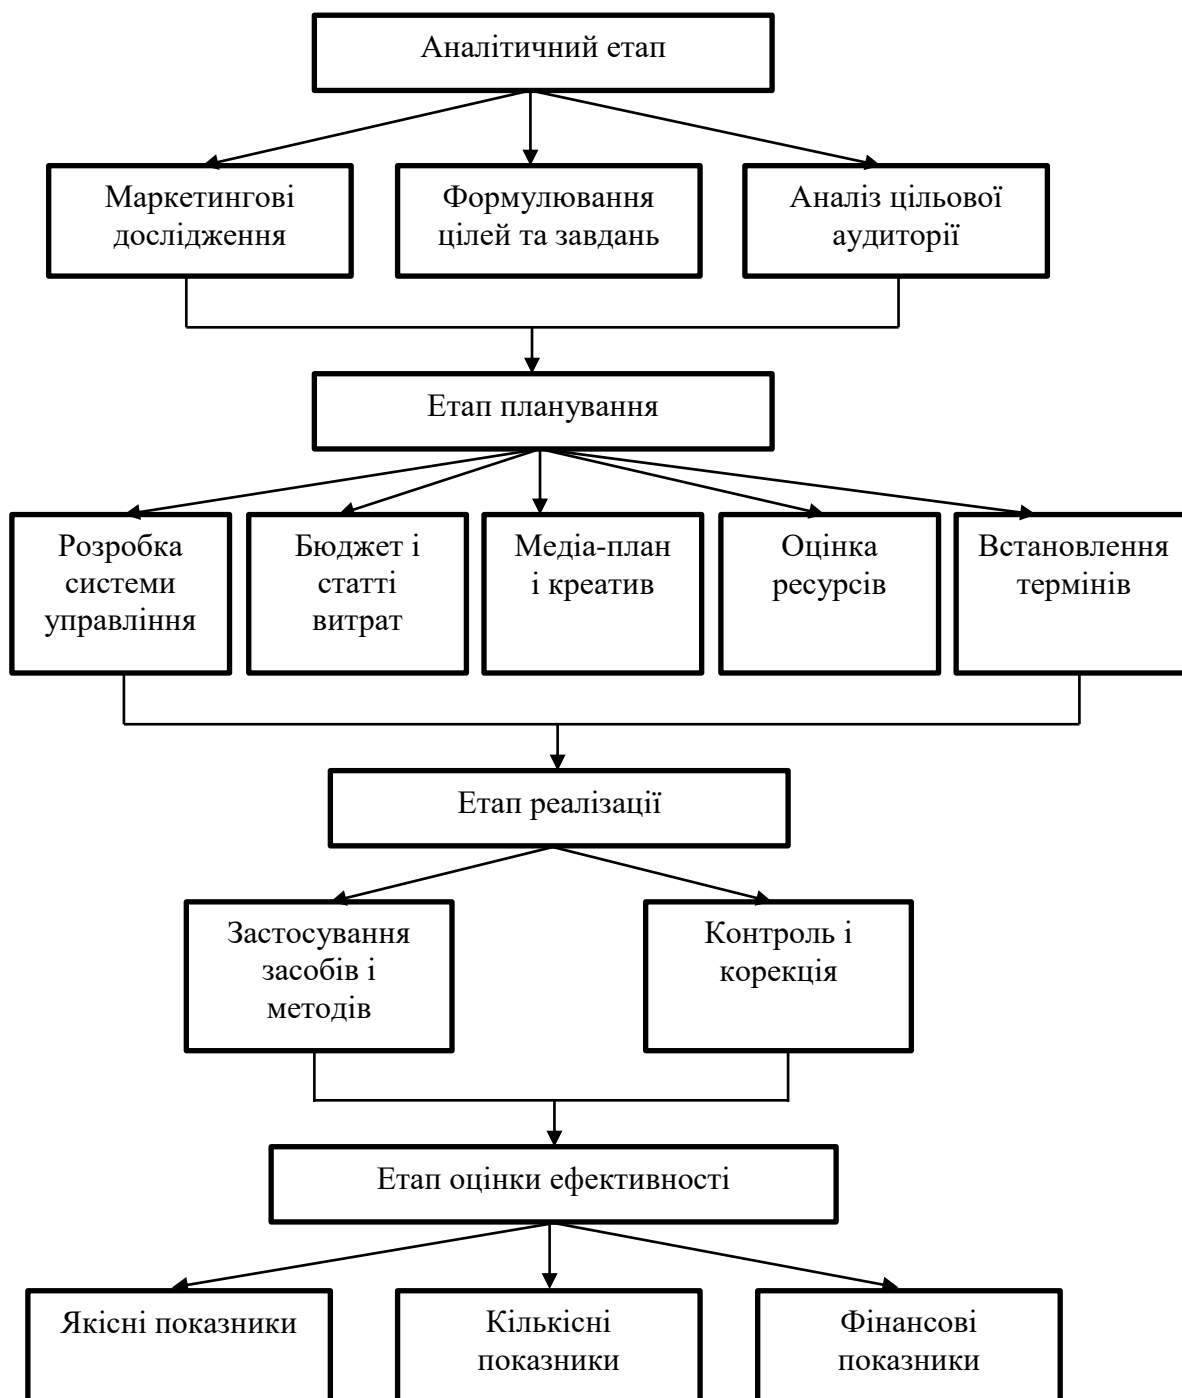 Аналітичний етап
Маркетингові
дослідження
Формулювання
цілей та завдань
Аналіз цільової
аудиторії
Етап планування
Розробка
системи
управління
Бюджет і
статті
витрат
Медіа-план
і креатив
Оцінка
ресурсів
Встановлення
термінів
Етап реалізації
Застосування
засобів і
методів
Контроль і
корекція
Етап оцінки ефективності
Якісні показники
Кількісні
показники
Фінансові
показники